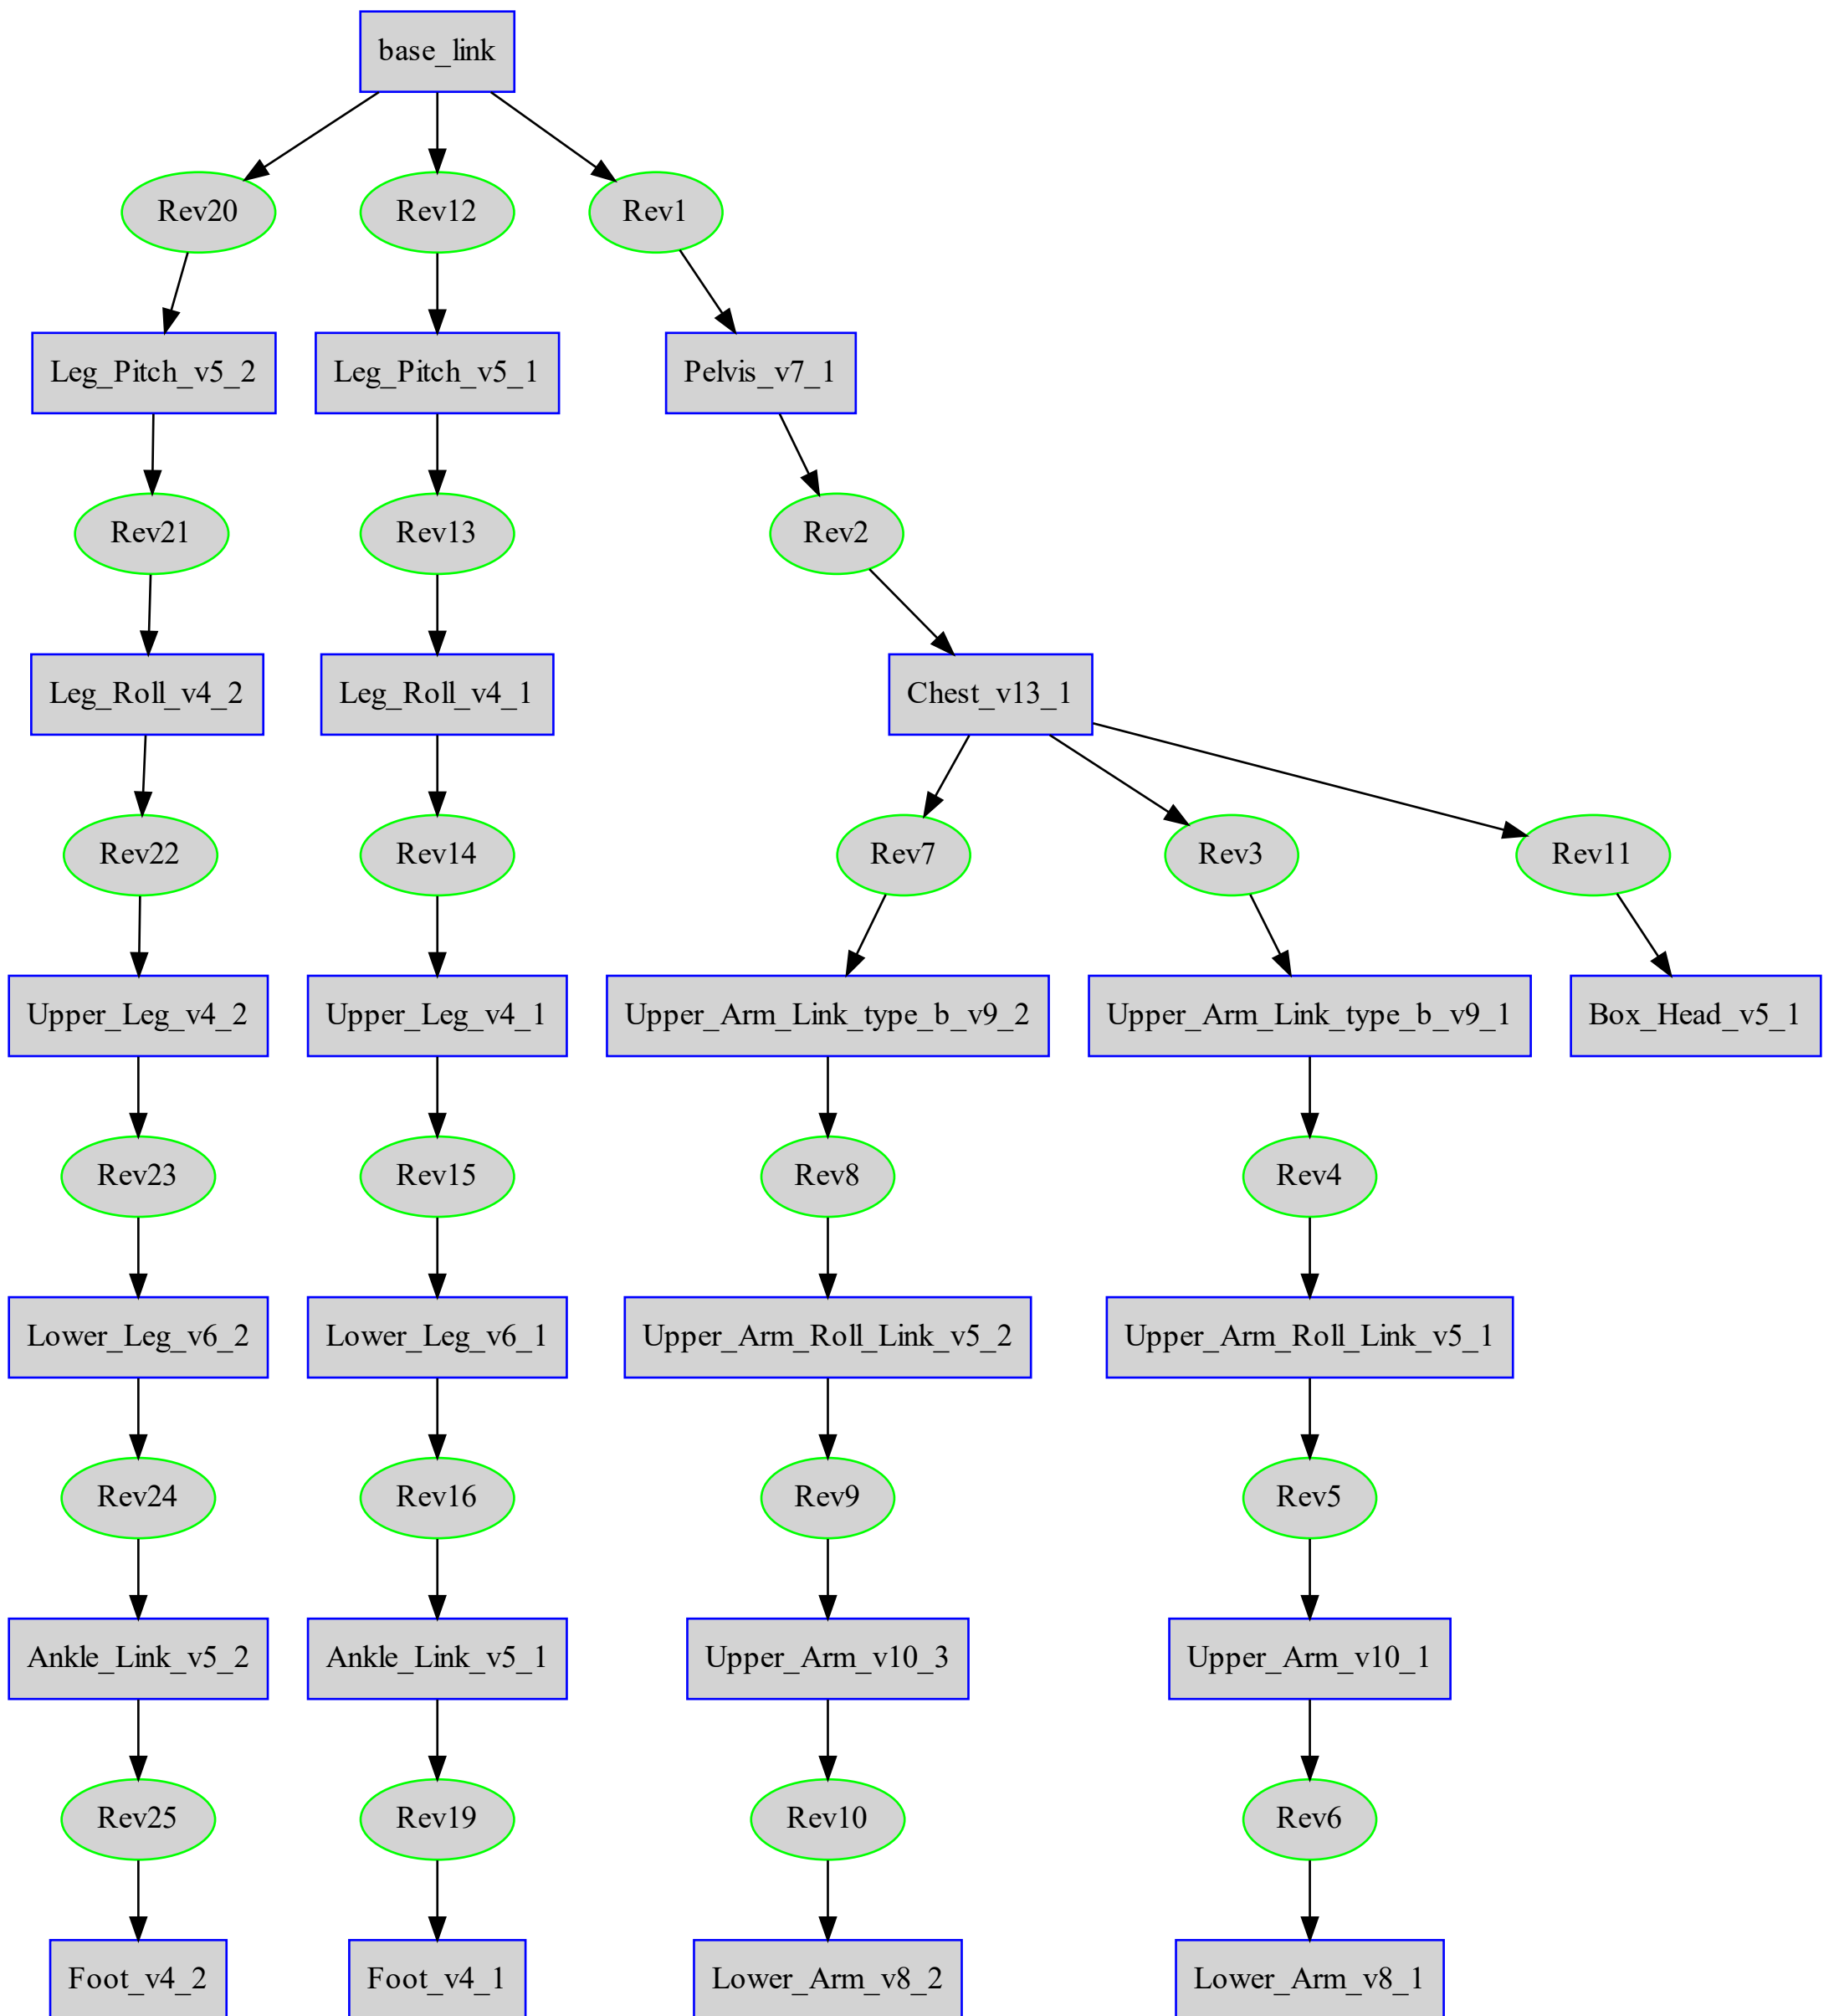 base_link
Rev20
Rev12
Rev1
Leg_Pitch_v5_2
Leg_Pitch_v5_1
Pelvis_v7_1
Rev21
Rev13
Rev2
Leg_Roll_v4_2
Leg_Roll_v4_1
Chest_v13_1
Rev22
Rev14
Rev7
Rev3
Rev11
Upper_Leg_v4_2
Upper_Leg_v4_1
Upper_Arm_Link_type_b_v9_2
Upper_Arm_Link_type_b_v9_1
Box_Head_v5_1
Rev23
Rev15
Rev8
Rev4
Lower_Leg_v6_2
Lower_Leg_v6_1
Upper_Arm_Roll_Link_v5_2
Upper_Arm_Roll_Link_v5_1
Rev24
Rev16
Rev9
Rev5
Ankle_Link_v5_2
Ankle_Link_v5_1
Upper_Arm_v10_3
Upper_Arm_v10_1
Rev25
Rev19
Rev10
Rev6
Foot_v4_2
Foot_v4_1
Lower_Arm_v8_2
Lower_Arm_v8_1